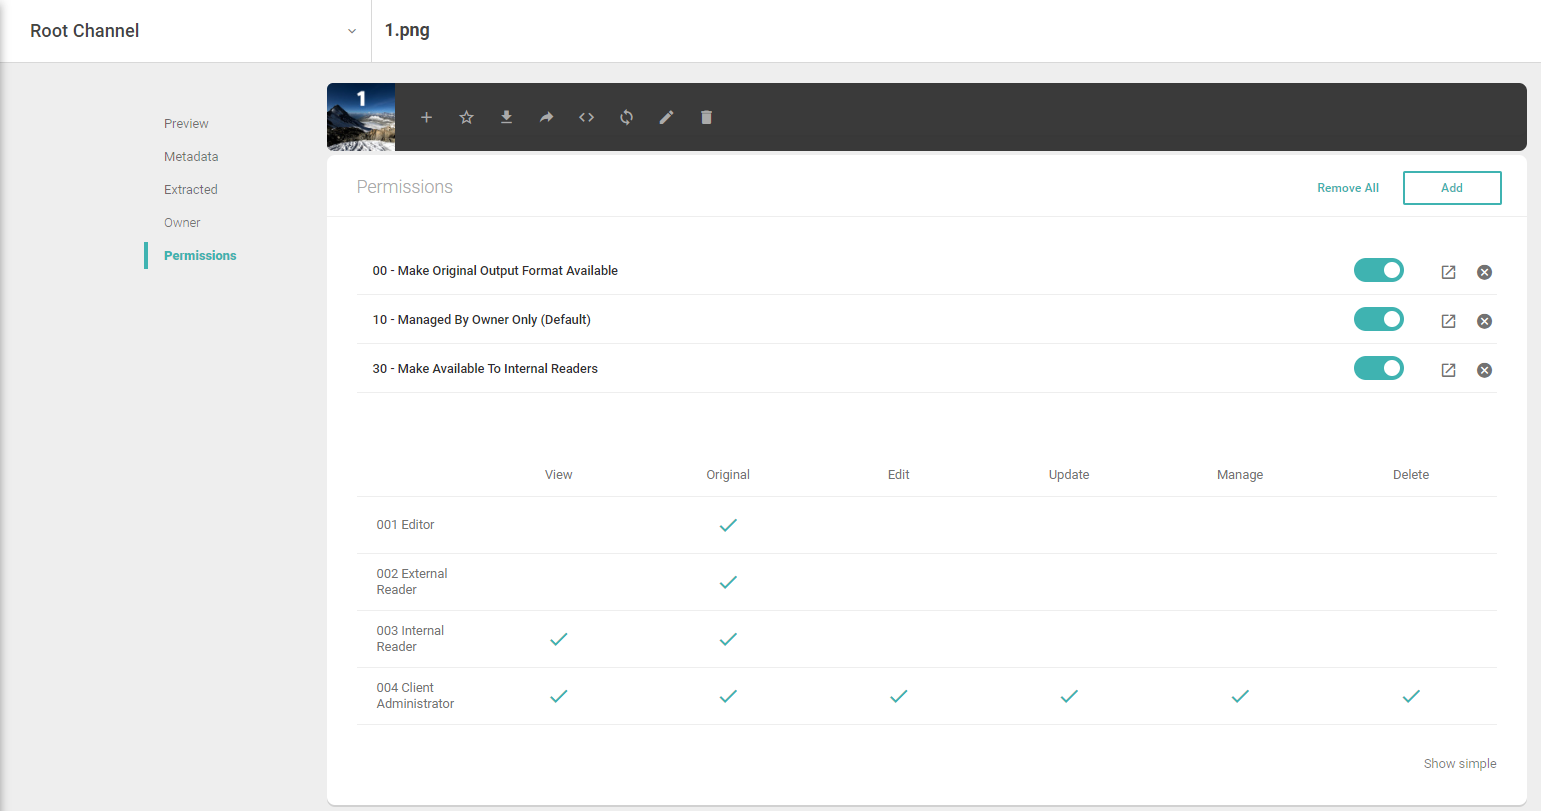 Root Channel
1.png
1
Preview
Metadata
Extracted
Owner
Permissions
Permissions
Remove All
Add
00 - Make Original Output Format Available
10 - Managed By Owner Only (Default)
30 - Make Available To Internal Readers
View Original Edit Update Manage Delete
001 Editor
002 External
Reader
003 Internal
Reader
004 Client
Administrator
Show simple